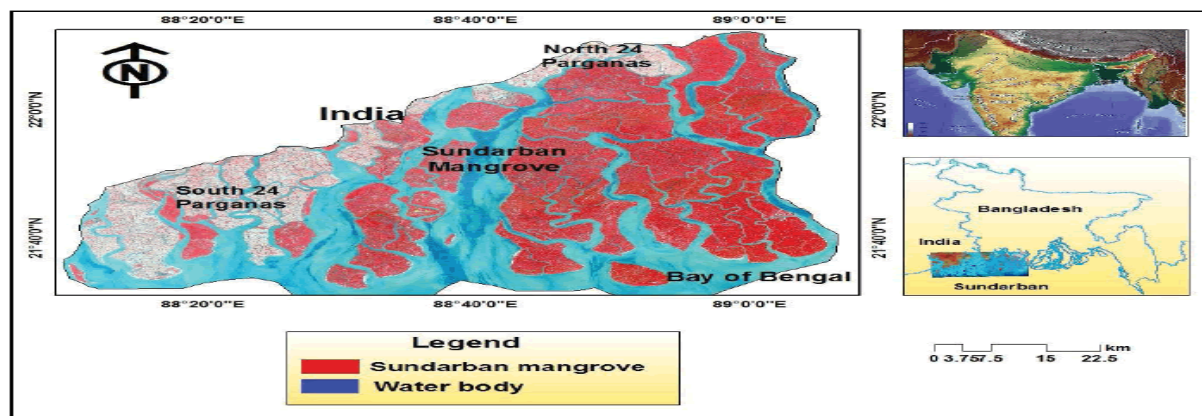 88°20'0"E 88°40'0"E 89°0'0"E
N
North 24
Parganas
India
Sundarban
Mangrove
South 24
Parganas
Bay of Bengal
22°0'0"N
21°40'0"N
22°0'0"N
21°40'0"N
88°20'0"E 88°40'0"E 89°0'0"E
Bangladesh
India
Sundarban
Legend
Sundarban mangrove
Water body
km
0 3.75 7.5 15 22.5